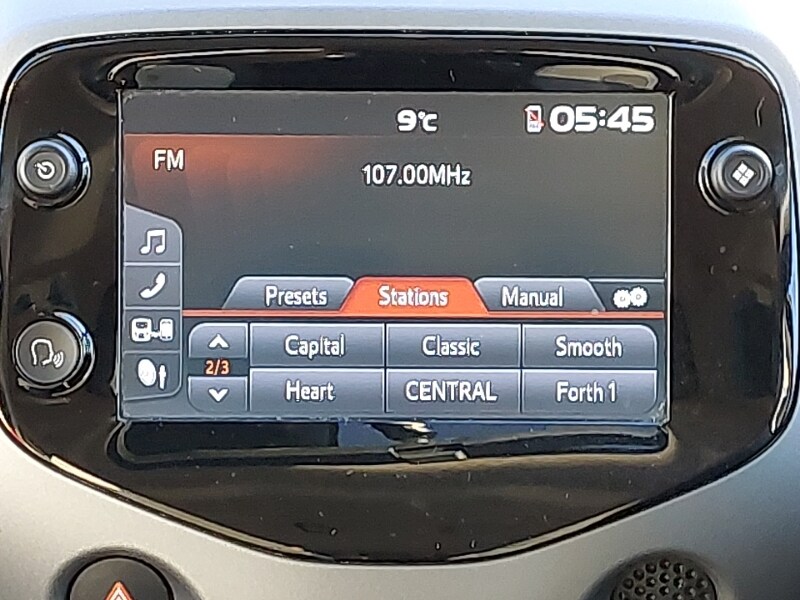 9°C 05:45
FM
107.00MHz
Presets Stations Manual
Capital Classic Smooth
2/3
Heart CENTRAL Forth 1